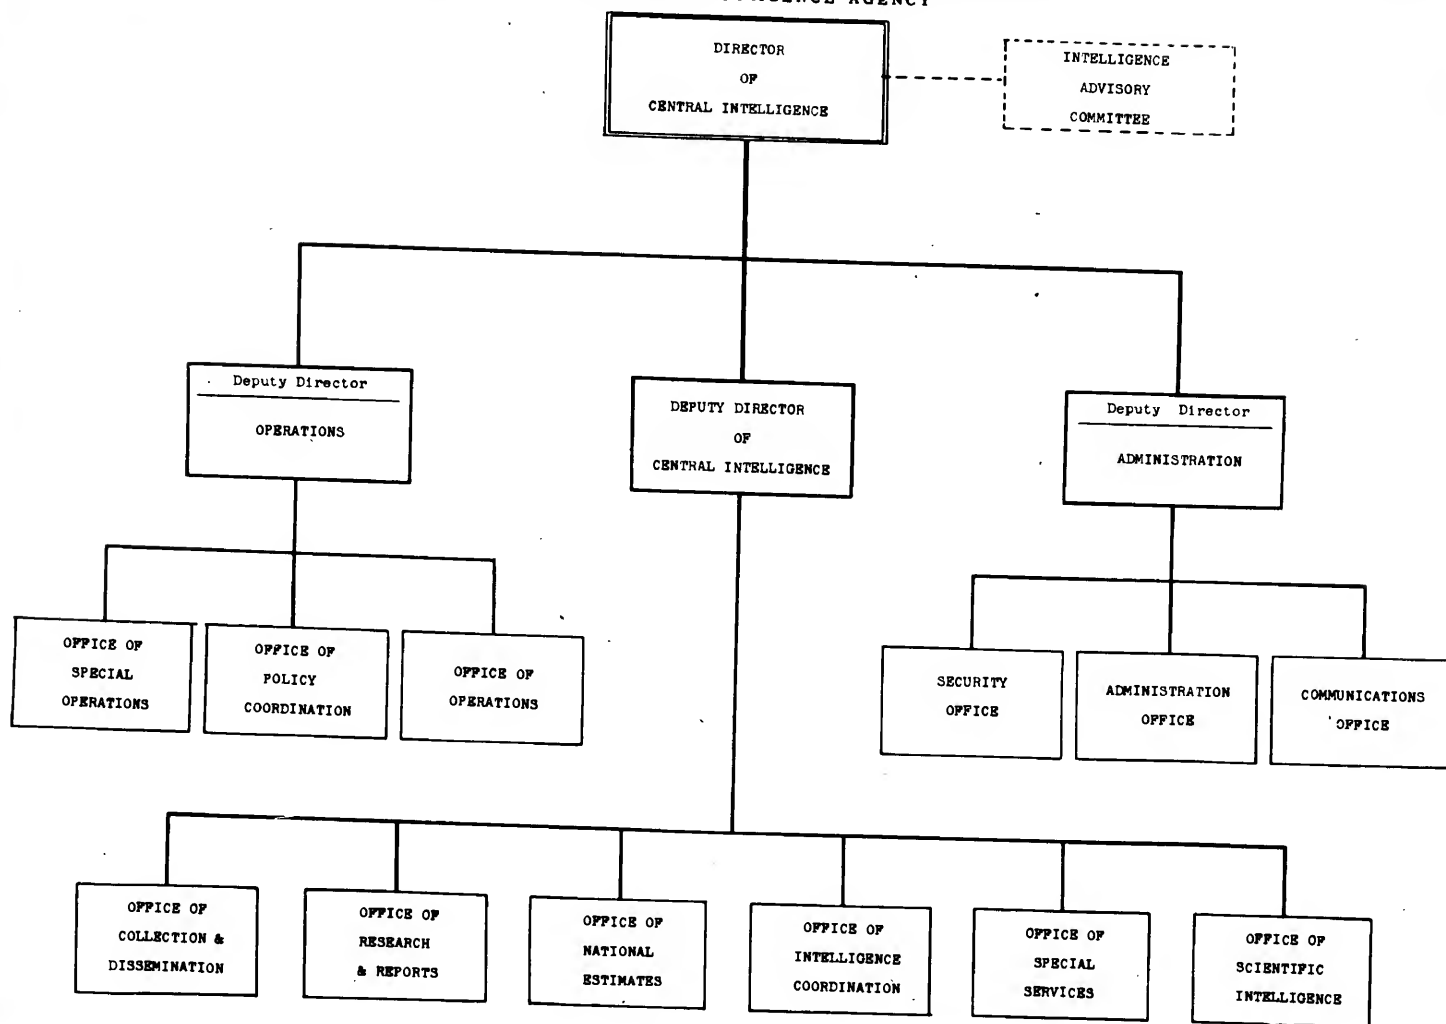 AGENCY
DIRECTOR
OF
CENTRAL INTELLIGENCE
INTELLIGENCE
ADVISORY
COMMITTEE
Deputy Director
OPERATIONS
DEPUTY DIRECTOR
OF
CENTRAL INTELLIGENCE
Deputy Director
ADMINISTRATION
OFFICE OF
SPECIAL
OPERATIONS
OFFICE OF
POLICY
COORDINATION
OFFICE OF
OPERATIONS
SECURITY
OFFICE
ADMINISTRATION
OFFICE
COMMUNICATIONS
OFFICE
OFFICE OF
COLLECTION &
DISSEMINATION
OFFICE OF
RESEARCH
& REPORTS
OFFICE OF
NATIONAL
ESTIMATES
OFFICE OF
INTELLIGENCE
COORDINATION
OFFICE OF
SPECIAL
SERVICES
OFFICE OF
SCIENTIFIC
INTELLIGENCE